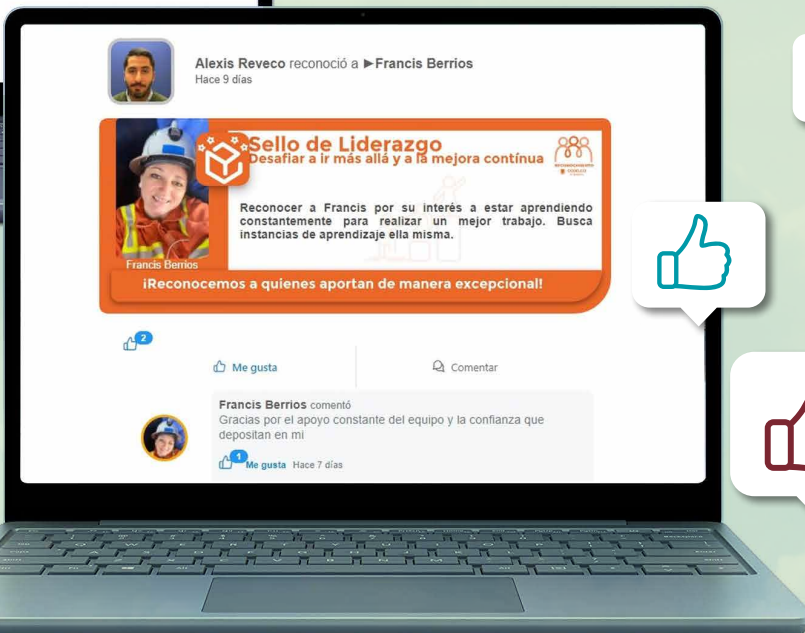 Alexis Reveco reconoció a ►Francis Berrios
Hace 9 días
Sello de Liderazgo
Desafiar a ir más allá y a la mejora contínua
RECONOCIMIENTO
CODELCO
Reconocer a Francis por su interés a estar aprendiendo
constantemente para realizar un mejor trabajo. Busca
instancias de aprendizaje ella misma.
Francis Berrios
¡Reconocemos a quienes aportan de manera excepcional!
2
Me gusta
Comentar
Francis Berrios comentó
Gracias por el apoyo constante del equipo y la confianza que
depositan en mi
1
Me gusta Hace 7 días